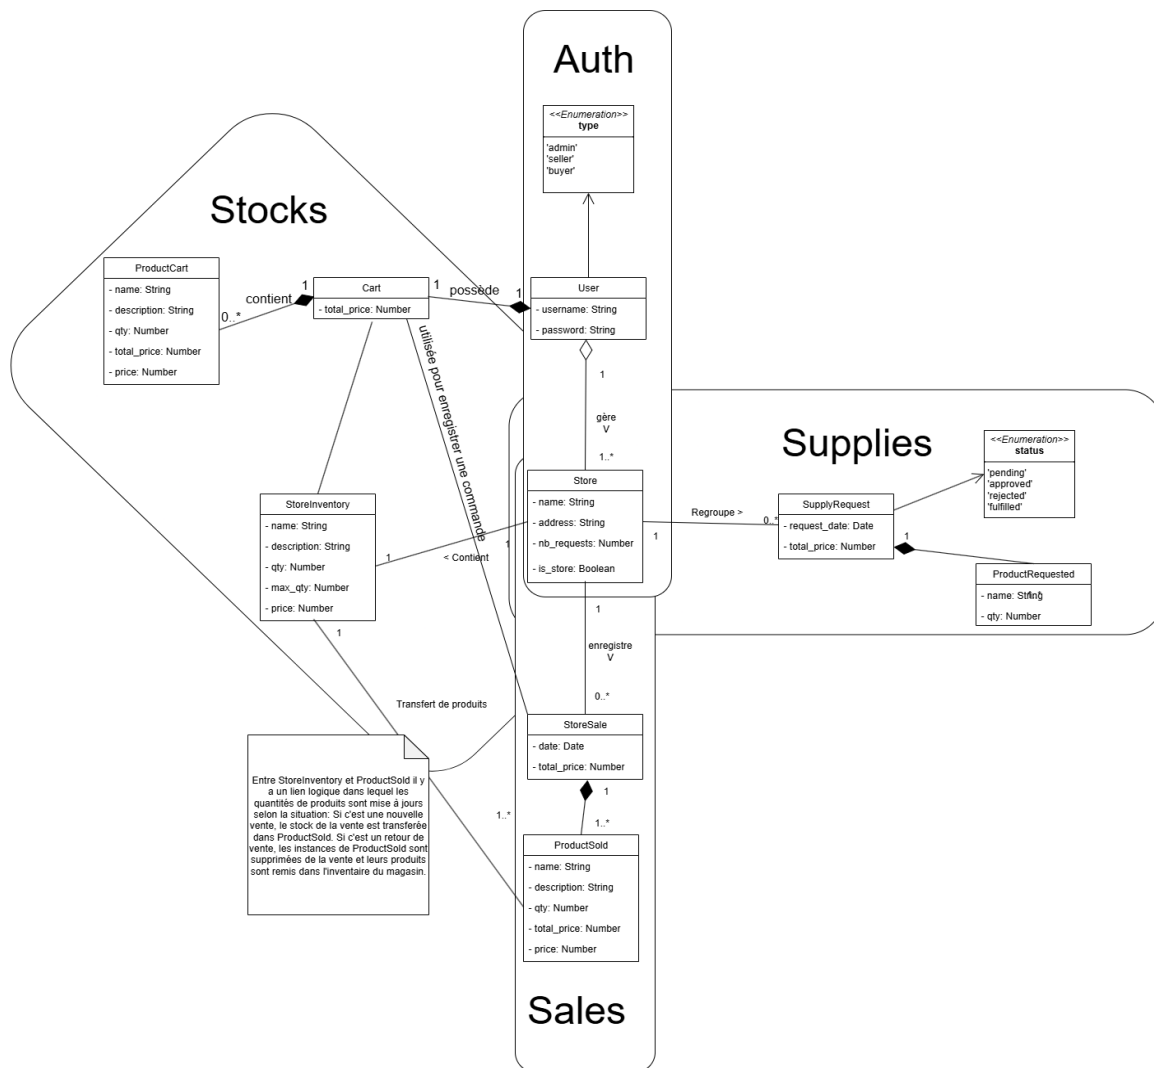 Auth
<<Enumeration>>
type
'admin'
'seller'
'buyer'
Stocks
ProductCart
- name: String
- description: String
- qty: Number
- total_price: Number
- price: Number
1
contient
0..*
Cart
- total_price: Number
1
possède
1
User
- username: String
- password: String
utilisée pour enregistrer une commande
1
gère
V
1..*
Supplies
<<Enumeration>>
status
'pending'
'approved'
'rejected'
'fulfilled'
Store
- name: String
- address: String
- nb_requests: Number
- is_store: Boolean
StoreInventory
- name: String
- description: String
- qty: Number
- max_qty: Number
- price: Number
1
< Contient
1
1
Regroupe >
0..*
SupplyRequest
- request_date: Date
- total_price: Number
1
ProductRequested
- name: String
1..*
- qty: Number
1
1
enregistre
V
0..*
Transfert de produits
StoreSale
- date: Date
- total_price: Number
Entre StoreInventory et ProductSold il y
a un lien logique dans lequel les
quantités de produits sont mise à jours
selon la situation: Si c'est une nouvelle
vente, le stock de la vente est transferée
dans ProductSold. Si c'est un retour de
vente, les instances de ProductSold sont
supprimées de la vente et leurs produits
sont remis dans l'inventaire du magasin.
1
1..*
1..*
ProductSold
- name: String
- description: String
- qty: Number
- total_price: Number
- price: Number
Sales